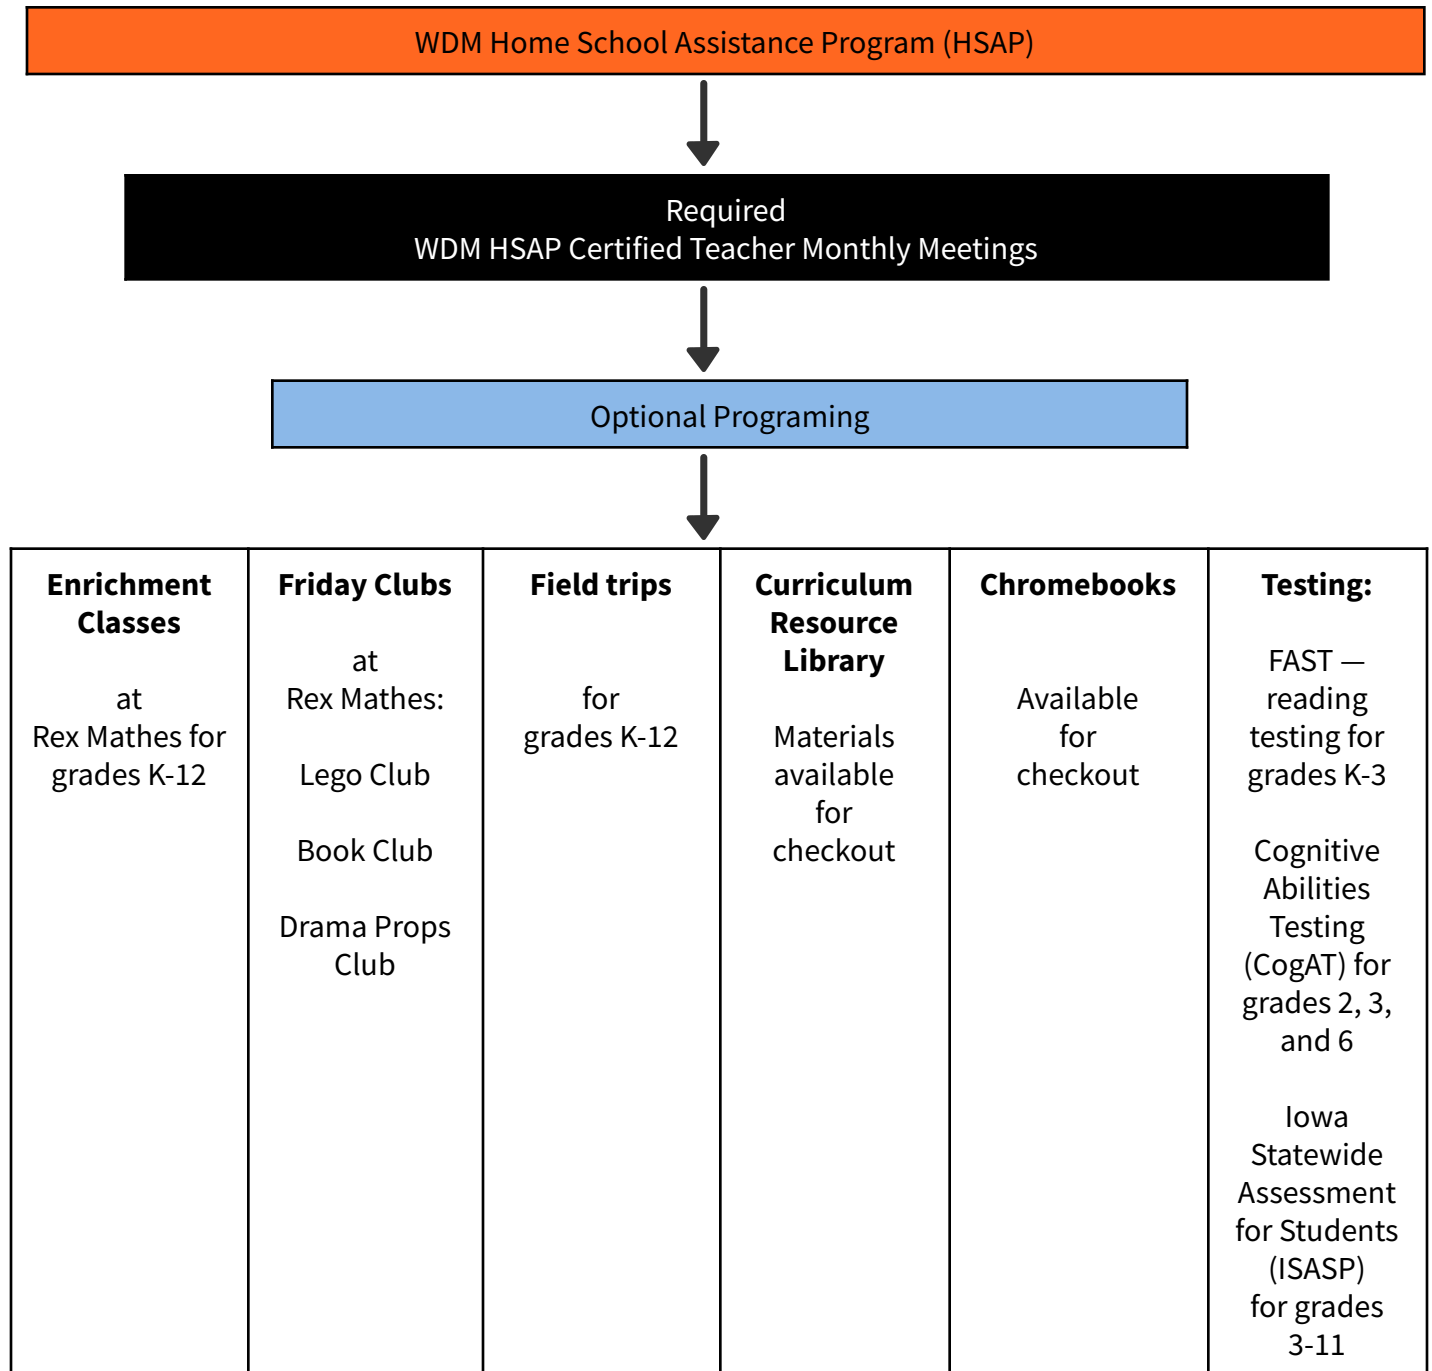 WDM Home School Assistance Program (HSAP)
Required
WDM HSAP Certified Teacher Monthly Meetings
Optional Programing
Enrichment
Classes
at
Rex Mathes for
grades K-12
Friday Clubs
at
Rex Mathes:
Lego Club
Book Club
Drama Props
Club
Field trips
for
grades K-12
Curriculum
Resource
Library
Materials
available
for
checkout
Chromebooks
Available
for
checkout
Testing:
FAST —
reading
testing for
grades K-3
Cognitive
Abilities
Testing
(CogAT) for
grades 2, 3,
and 6
Iowa
Statewide
Assessment
for Students
(ISASP)
for grades
3-11